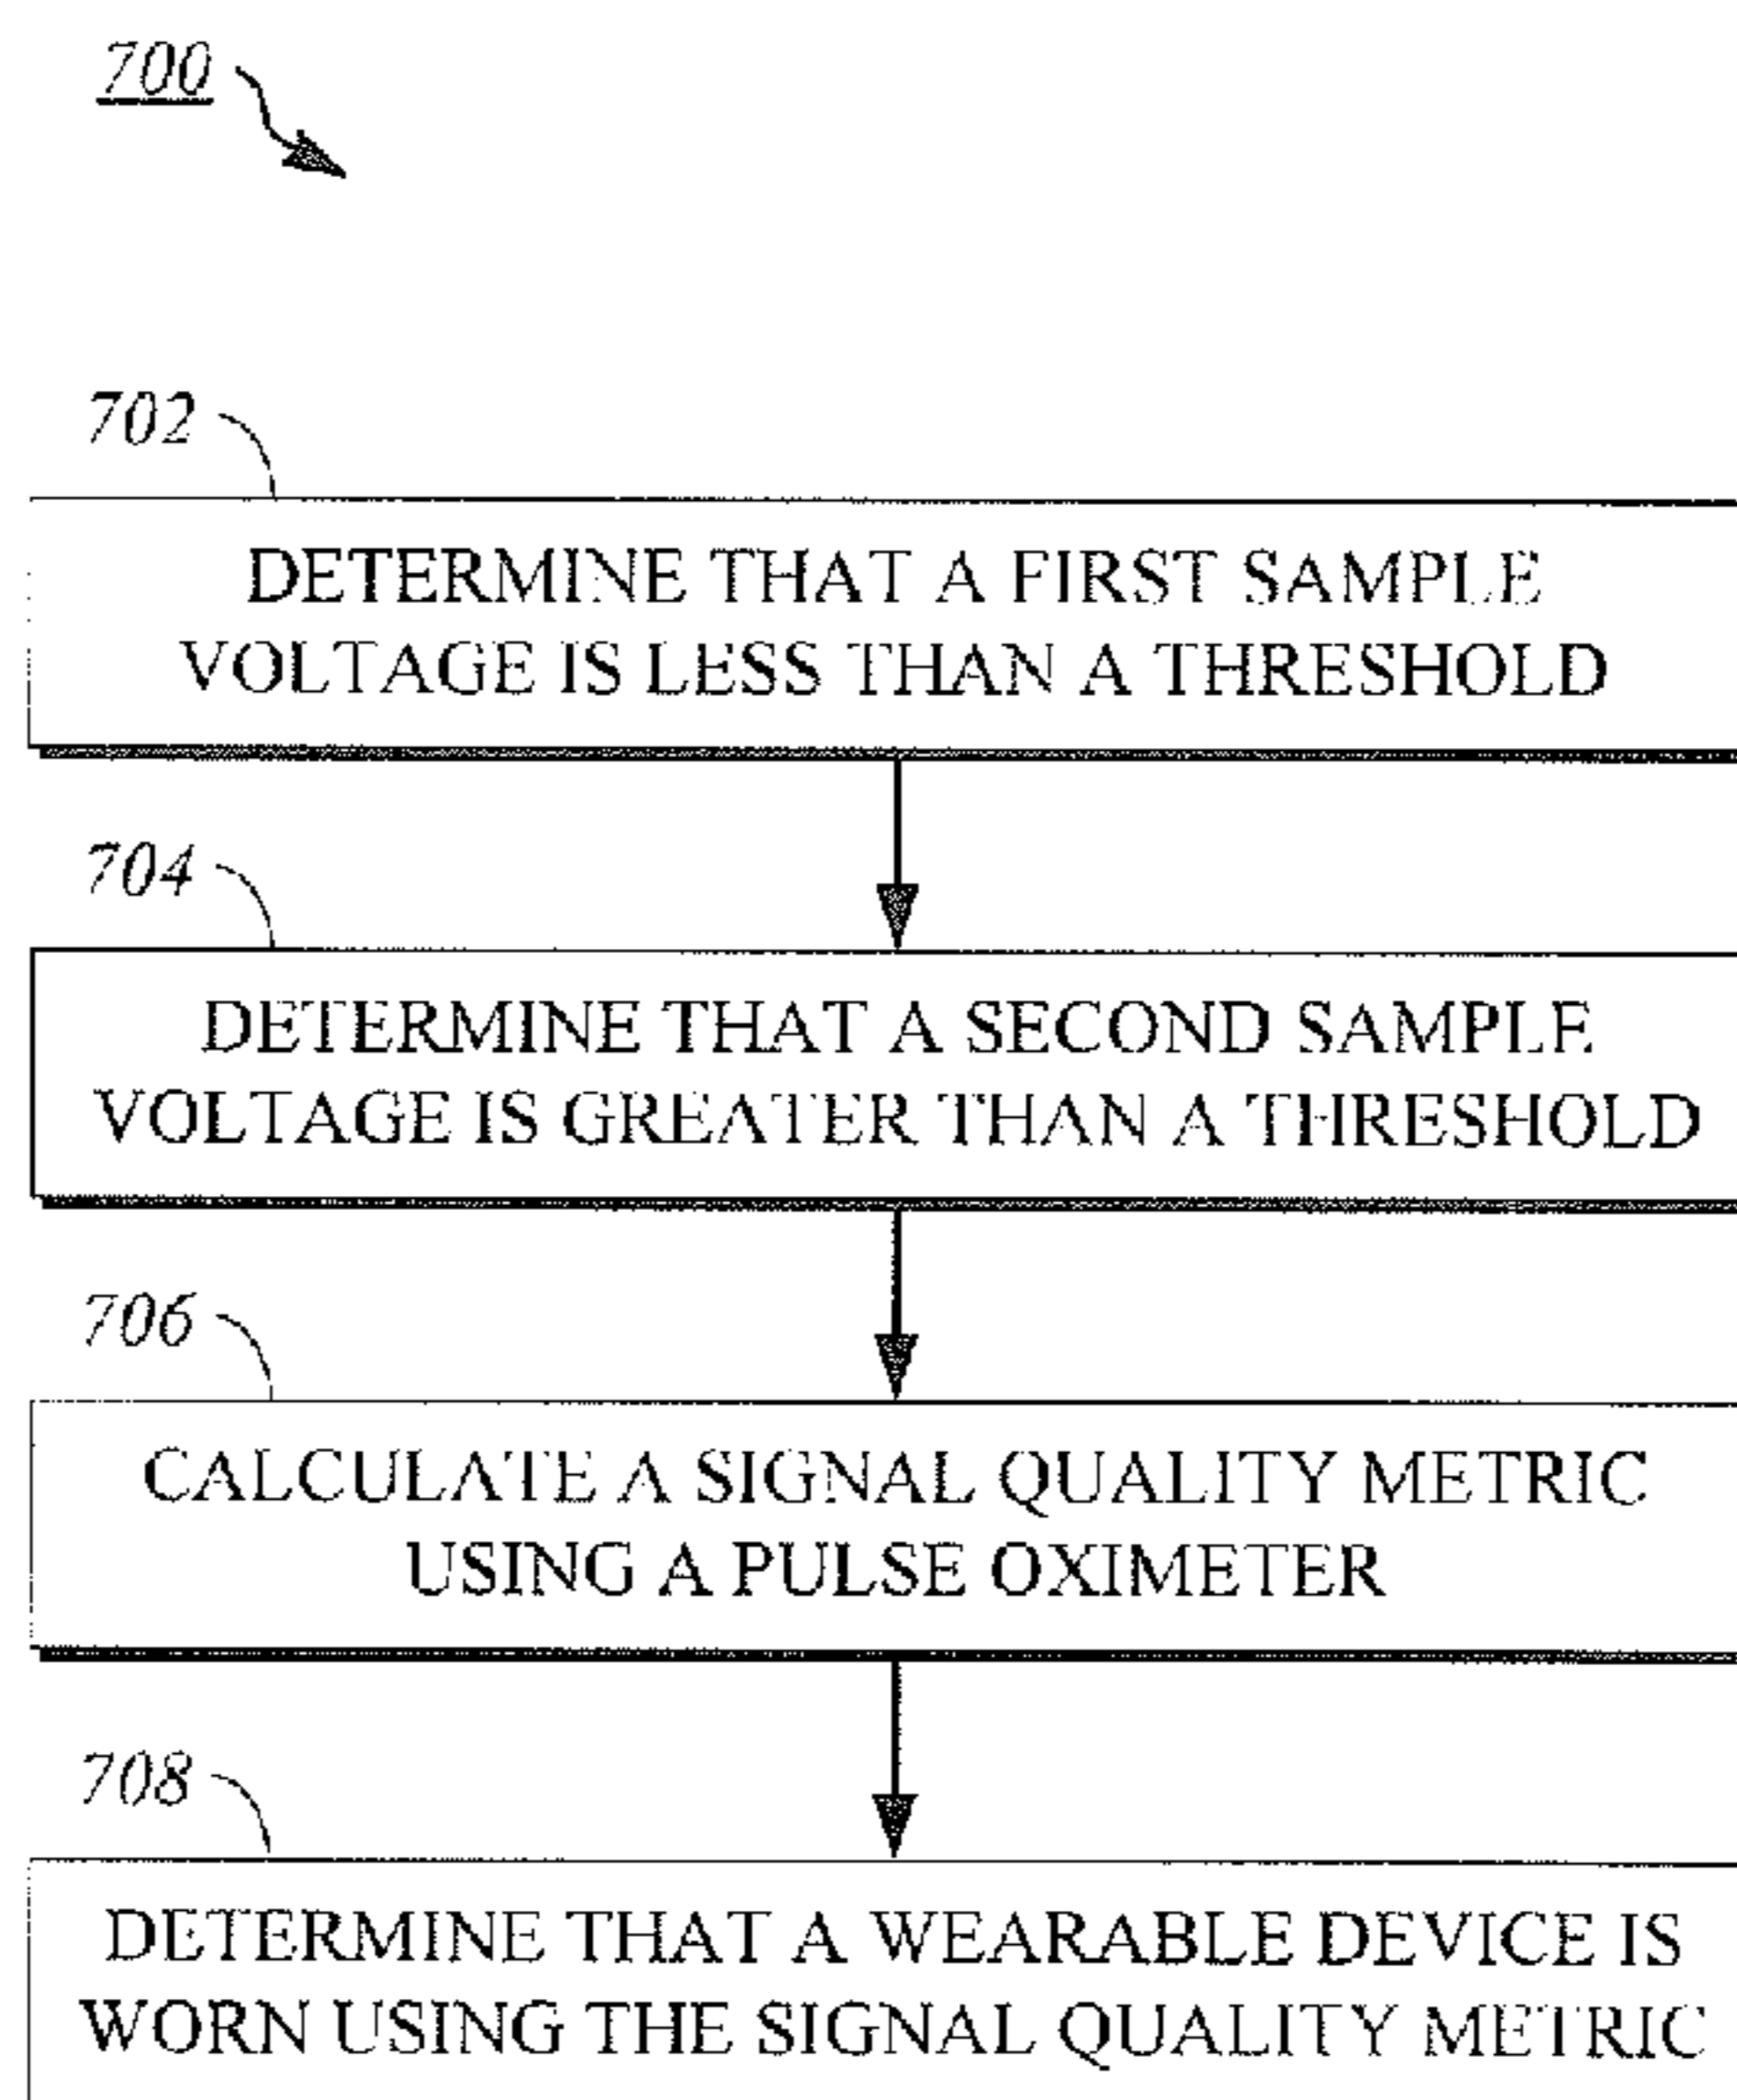 700
702
DETERMINE THAT A FIRST SAMPLE
VOLTAGE IS LESS THAN A THRESHOLD
704
DETERMINE THAT A SECOND SAMPLE
VOLTAGE IS GREATER THAN A THRESHOLD
706
CALCULATE A SIGNAL QUALITY METRIC
USING A PULSE OXIMETER
708
DETERMINE THAT A WEARABLE DEVICE IS
WORN USING THE SIGNAL QUALITY METRIC